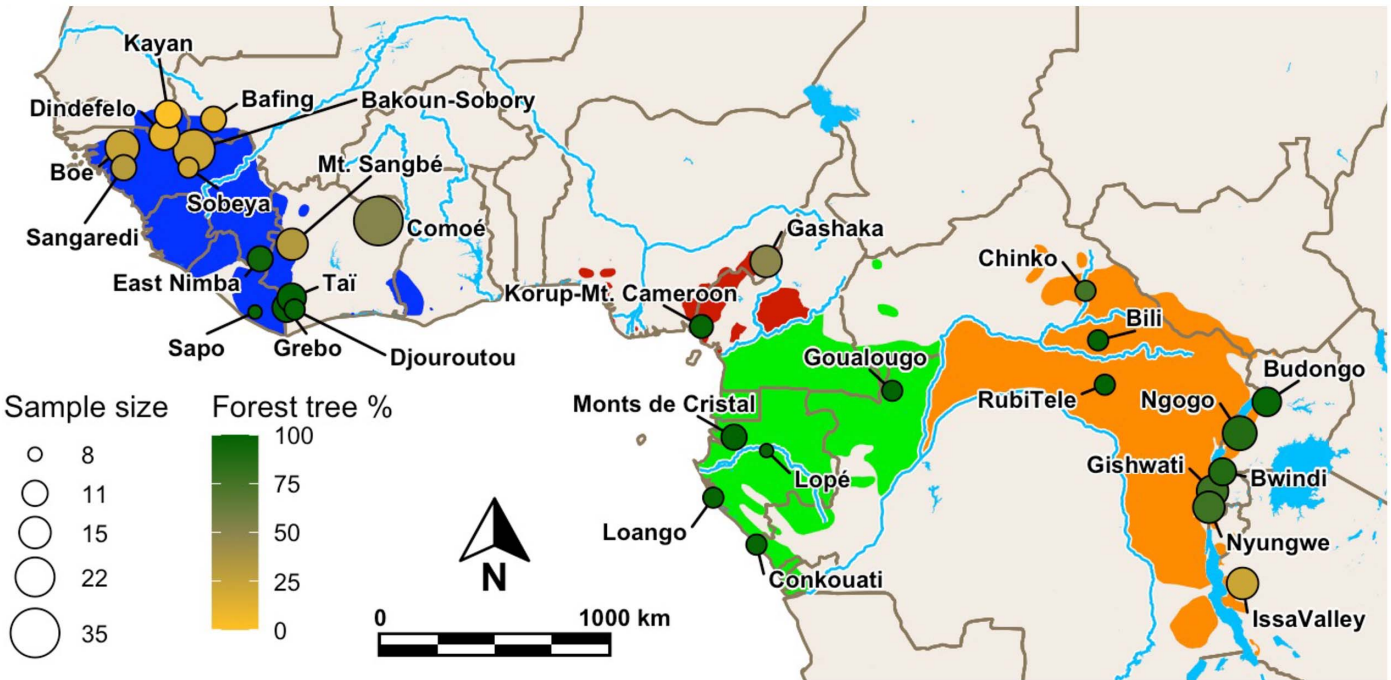 Kayan
Dindefelo
Bafing
Bakoun-Sobory
Boe
Mt. Sangbé
Sobeya
Sangaredi
Comoé
Gashaka
East Nimba
Taï
Chinko
Korup-Mt. Cameroon
Bili
Sapo
Grebo
Djouroutou
Goualougo
Budongo
RubiTele
Ngogo
Monts de Cristal
Gishwati
Bwindi
Lopé
Loango
Nyungwe
Conkouati
IssaValley
Sample size
8
11
15
22
35
Forest tree %
100
75
50
25
0
N
0 1000 km